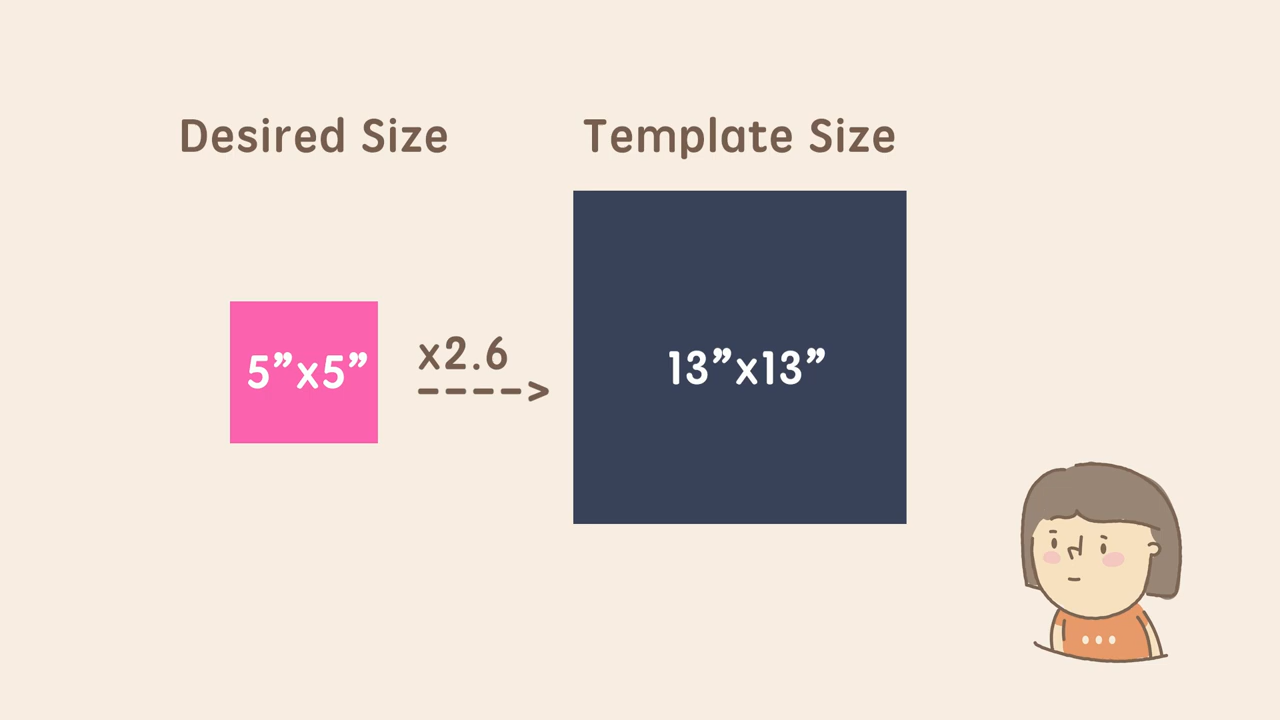 Desired Size
Template Size
5”x5”
x2.6
---->
13”x13”